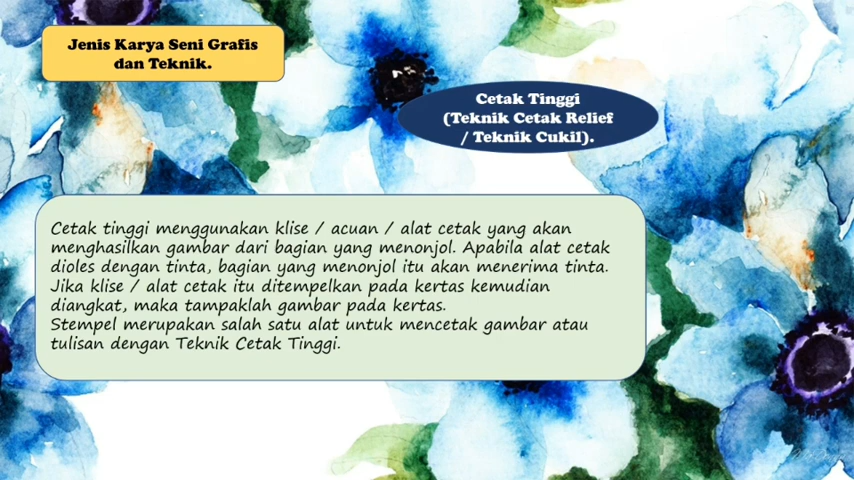 Jenis Karya Seni Grafis
dan Teknik.
Cetak Tinggi
(Teknik Cetak Relief
/ Teknik Cukil).
Cetak tinggi menggunakan klise / acuan / alat cetak yang akan
menghasilkan gambar dari bagian yang menonjol. Apabila alat cetak
dioles dengan tinta, bagian yang menonjol itu akan menerima tinta.
Jika klise / alat cetak itu ditempelkan pada kertas kemudian
diangkat, maka tampaklah gambar pada kertas.
Stempel merupakan salah satu alat untuk mencetak gambar atau
tulisan dengan Teknik Cetak Tinggi.